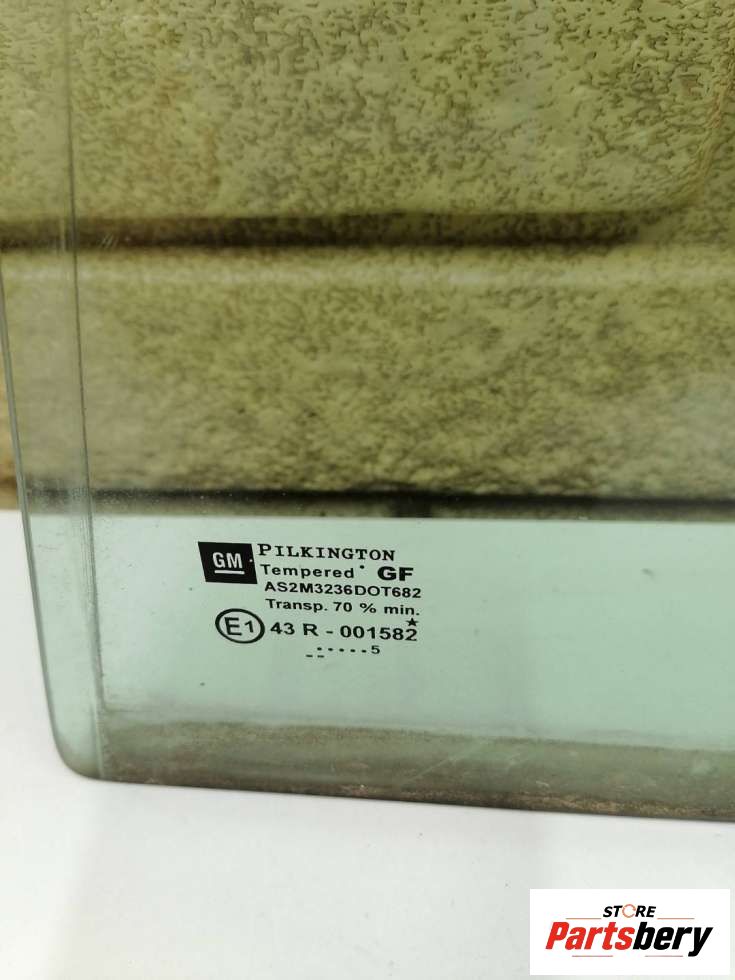 GM
PILKINGTON
Tempered GF
AS2M3236DOT682
Transp. 70 % min.
E1 43 R - 001582
.....5
STORE
Partsbery